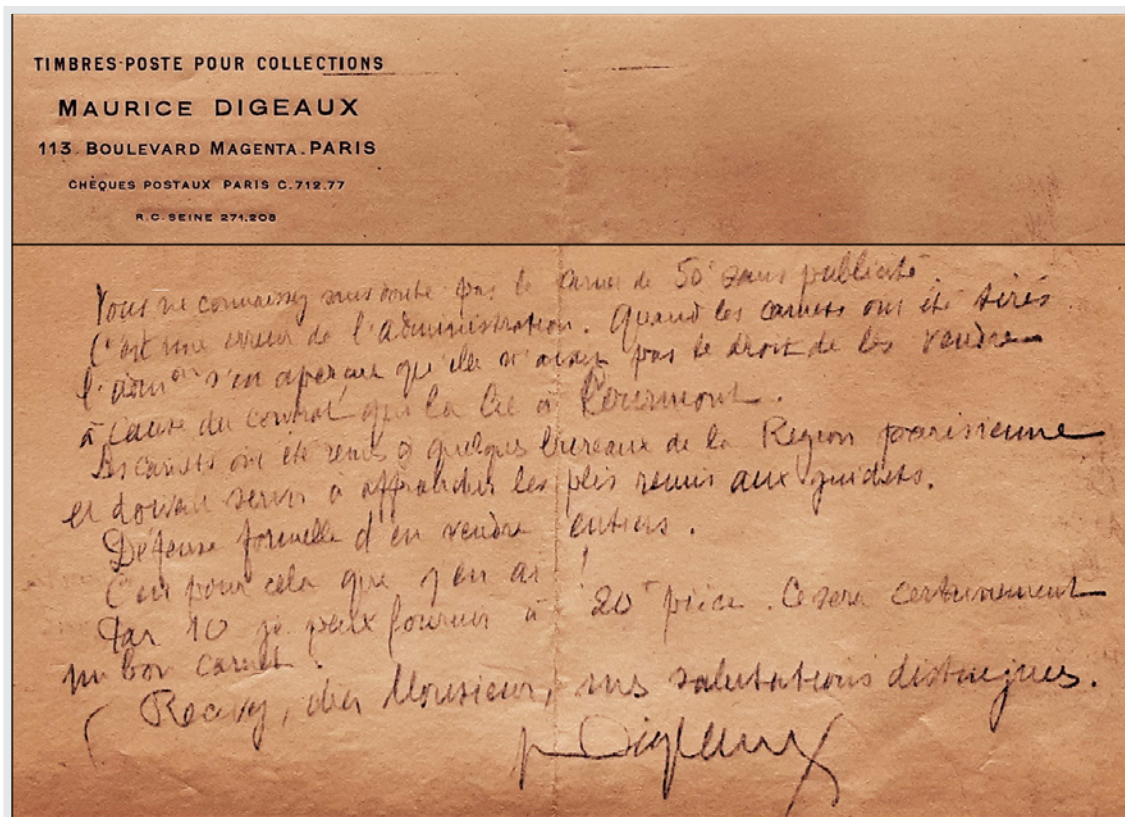 TIMBRES-POSTE POUR COLLECTIONS
MAURICE DIGEAUX
113. BOULEVARD MAGENTA. PARIS
CHÈQUES POSTAUX PARIS C.712.77
R.C. SEINE 271.208
Vous ne connaissez sans doute pas le carnet de 50c sans publicité.
C'est une erreur de l'administration. Quand les carnets ont été tirés
l'admon s'en aperçut qu'elle n'avait pas le droit de les vendre
à cause du contrat qui la lie à Courmont.
Les carnets ont été remis à quelques bureaux de la Région parisienne
et doivent servir à affranchir les plis remis aux guichets.
Défense formelle d'en vendre entiers.
C'est pour cela que j'en ai !
Par 10 je peux fournir à 20f pièce. Ce sera certainement
un bon carnet.
Recevez, cher Monsieur, mes salutations distinguées.
Digeaux